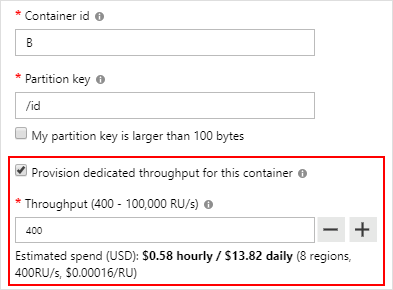 * Container id
B
* Partition key
/id
My partition key is larger than 100 bytes
Provision dedicated throughput for this container
* Throughput (400 - 100,000 RU/s)
400
Estimated spend (USD): $0.58 hourly / $13.82 daily (8 regions,
400RU/s, $0.00016/RU)